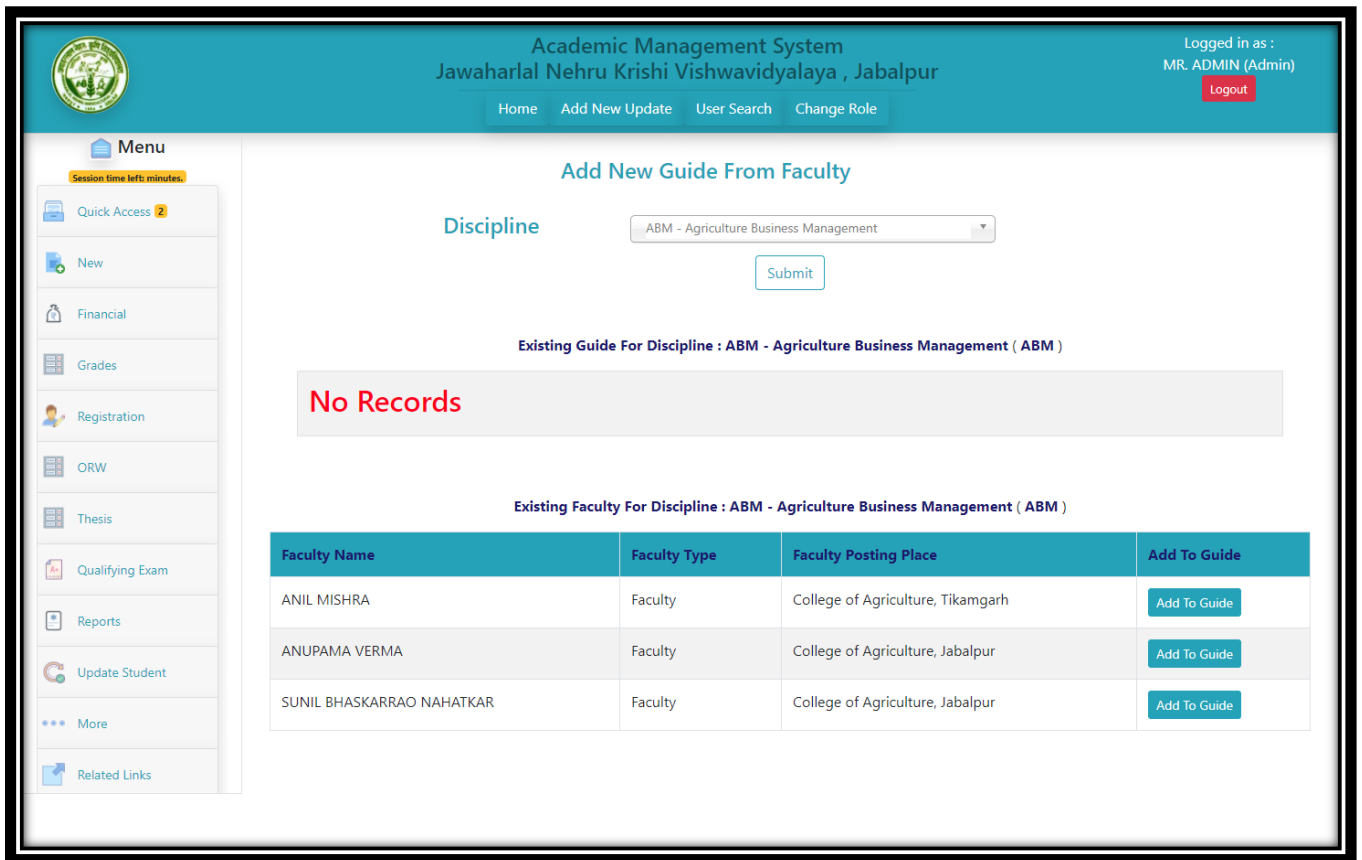 Academic Management System
Jawaharlal Nehru Krishi Vishwavidyalaya , Jabalpur
Home Add New Update User Search Change Role
Logged in as :
MR. ADMIN (Admin)
Logout
Menu
Session time left: minutes.
Quick Access 2
New
Financial
Grades
Registration
ORW
Thesis
Qualifying Exam
Reports
Update Student
More
Related Links
Add New Guide From Faculty
Discipline ABM - Agriculture Business Management
Submit
Existing Guide For Discipline : ABM - Agriculture Business Management ( ABM )
No Records
Existing Faculty For Discipline : ABM - Agriculture Business Management ( ABM )
Faculty Name Faculty Type Faculty Posting Place Add To Guide
ANIL MISHRA Faculty College of Agriculture, Tikamgarh Add To Guide
ANUPAMA VERMA Faculty College of Agriculture, Jabalpur Add To Guide
SUNIL BHASKARRAO NAHATKAR Faculty College of Agriculture, Jabalpur Add To Guide